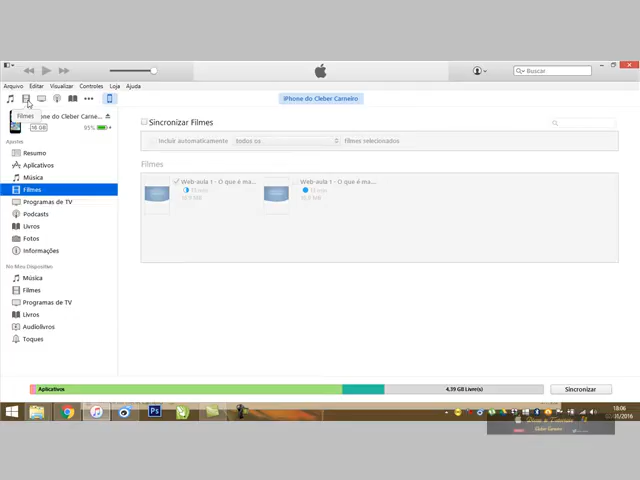 Buscar
Arquivo Editar Visualizar Controles Loja Ajuda
iPhone do Cleber Carneiro
Filmes
ne do Cleber Carne...
16 GB
95%
Sincronizar Filmes
Incluir automaticamente todos os filmes selecionados
Ajustes
Resumo
Aplicativos
Música
Filmes
Programas de TV
Podcasts
Livros
Fotos
Informações
Filmes
Web-aula 1 - O que é ma...
Web-aula 1 - O que é ma...
No Meu Dispositivo
Música
Filmes
Programas de TV
Livros
Audiolivros
Toques
Aplicativos
4,39 GB Livre(s)
Sincronizar
18:06